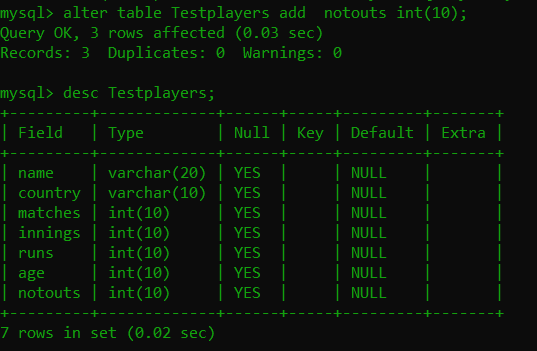 mysql> alter table Testplayers add  notouts int(10);
Query OK, 3 rows affected (0.03 sec)
Records: 3  Duplicates: 0  Warnings: 0

mysql> desc Testplayers;
+---------+-------------+------+-----+---------+-------+
| Field   | Type        | Null | Key | Default | Extra |
+---------+-------------+------+-----+---------+-------+
| name    | varchar(20) | YES  |     | NULL    |       |
| country | varchar(10) | YES  |     | NULL    |       |
| matches | int(10)     | YES  |     | NULL    |       |
| innings | int(10)     | YES  |     | NULL    |       |
| runs    | int(10)     | YES  |     | NULL    |       |
| age     | int(10)     | YES  |     | NULL    |       |
| notouts | int(10)     | YES  |     | NULL    |       |
+---------+-------------+------+-----+---------+-------+
7 rows in set (0.02 sec)